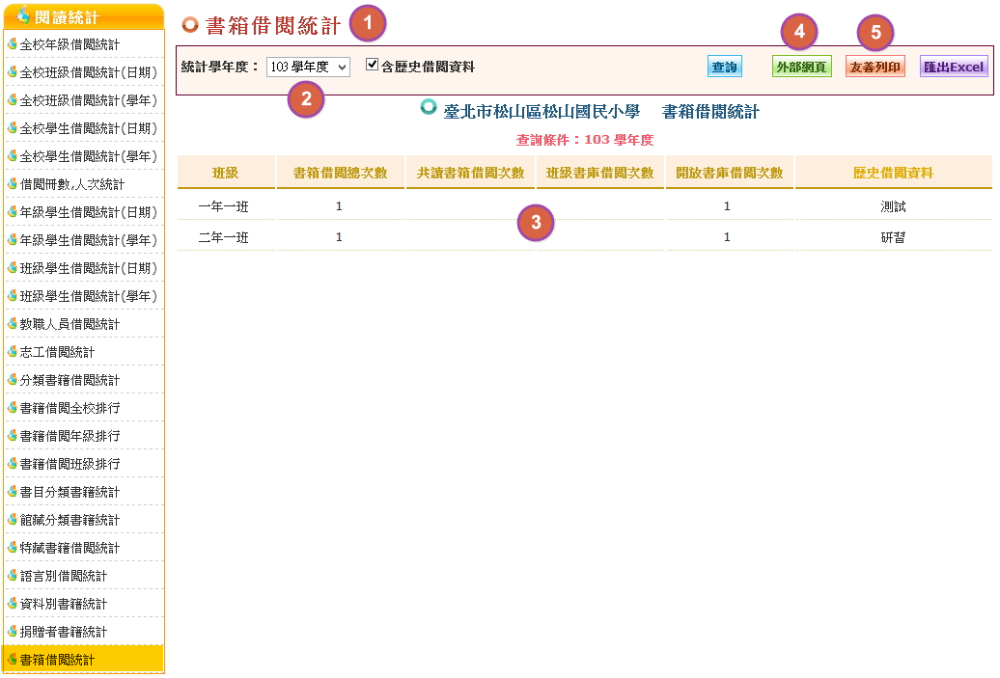 閱讀統計
全校年級借閱統計
全校班級借閱統計(日期)
全校班級借閱統計(學年)
全校學生借閱統計(日期)
全校學生借閱統計(學年)
借閱冊數,人次統計
年級學生借閱統計(日期)
年級學生借閱統計(學年)
班級學生借閱統計(日期)
班級學生借閱統計(學年)
教職人員借閱統計
志工借閱統計
分類書籍借閱統計
書籍借閱全校排行
書籍借閱年級排行
書籍借閱班級排行
書目分類書籍統計
館藏分類書籍統計
特藏書籍借閱統計
語言別借閱統計
資料別書籍統計
捐贈者書籍統計
書箱借閱統計
書箱借閱統計 1
4 5
統計學年度： 103 學年度 含歷史借閱資料 查詢 外部網頁 友善列印 匯出Excel
2
臺北市松山區松山國民小學 書箱借閱統計
查詢條件：103 學年度
班級 書箱借閱總次數 共讀書箱借閱次數 班級書庫借閱次數 開放書庫借閱次數 歷史借閱資料
一年一班 1 1 測試
3
二年一班 1 1 研習